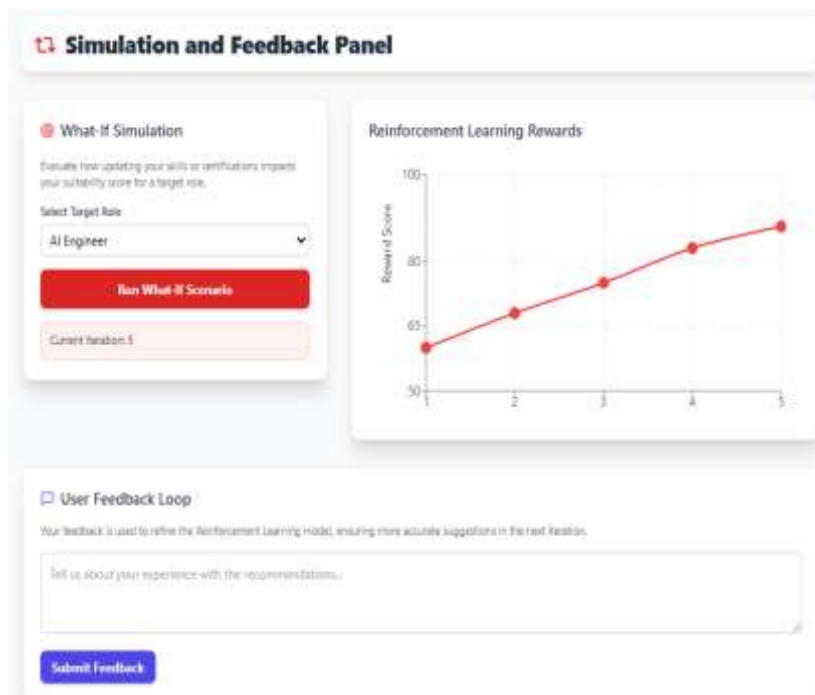 Simulation and Feedback Panel
What-If Simulation
Evaluate how updating your skills or certifications impacts
your suitability score for a target role.
Select Target Role
AI Engineer
Run What-If Scenario
Current Iteration: 5
Reinforcement Learning Rewards
Reward Score
100
80
65
50
1 2 3 4 5
User Feedback Loop
Your feedback is used to refine the Reinforcement Learning model, ensuring more accurate suggestions in the next iteration.
Tell us about your experience with the recommendations...
Submit Feedback